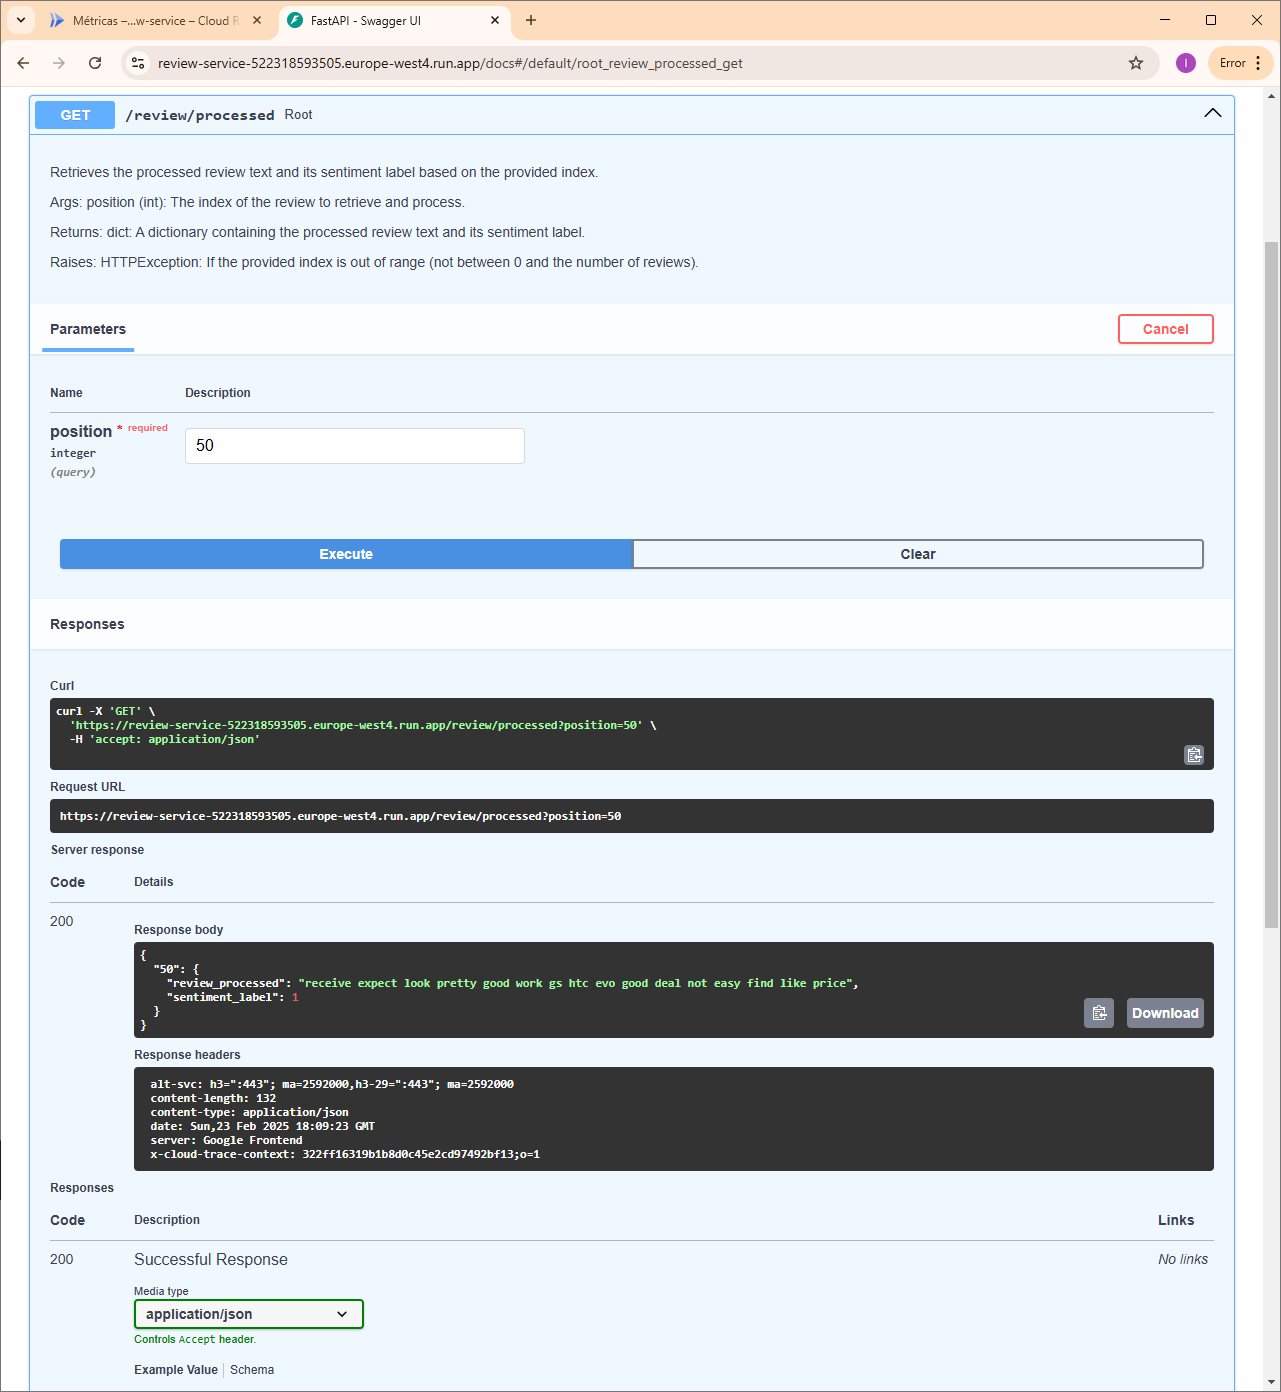 Métricas –...w-service – Cloud R
FastAPI - Swagger UI
review-service-522318593505.europe-west4.run.app/docs#/default/root_review_processed_get
I
Error
GET /review/processed Root
Retrieves the processed review text and its sentiment label based on the provided index.
Args: position (int): The index of the review to retrieve and process.
Returns: dict: A dictionary containing the processed review text and its sentiment label.
Raises: HTTPException: If the provided index is out of range (not between 0 and the number of reviews).
Parameters
Cancel
Name Description
position * required
integer
(query)
50
Execute
Clear
Responses
Curl
curl -X 'GET' \
'https://review-service-522318593505.europe-west4.run.app/review/processed?position=50' \
-H 'accept: application/json'
Request URL
https://review-service-522318593505.europe-west4.run.app/review/processed?position=50
Server response
Code Details
200
Response body
{
"50": {
"review_processed": "receive expect look pretty good work gs htc evo good deal not easy find like price",
"sentiment_label": 1
}
}
Download
Response headers
alt-svc: h3=":443"; ma=2592000,h3-29=":443"; ma=2592000
content-length: 132
content-type: application/json
date: Sun,23 Feb 2025 18:09:23 GMT
server: Google Frontend
x-cloud-trace-context: 322ff16319b1b8d0c45e2cd97492bf13;o=1
Responses
Code Description Links
200 Successful Response No links
Media type
application/json
Controls Accept header.
Example Value Schema